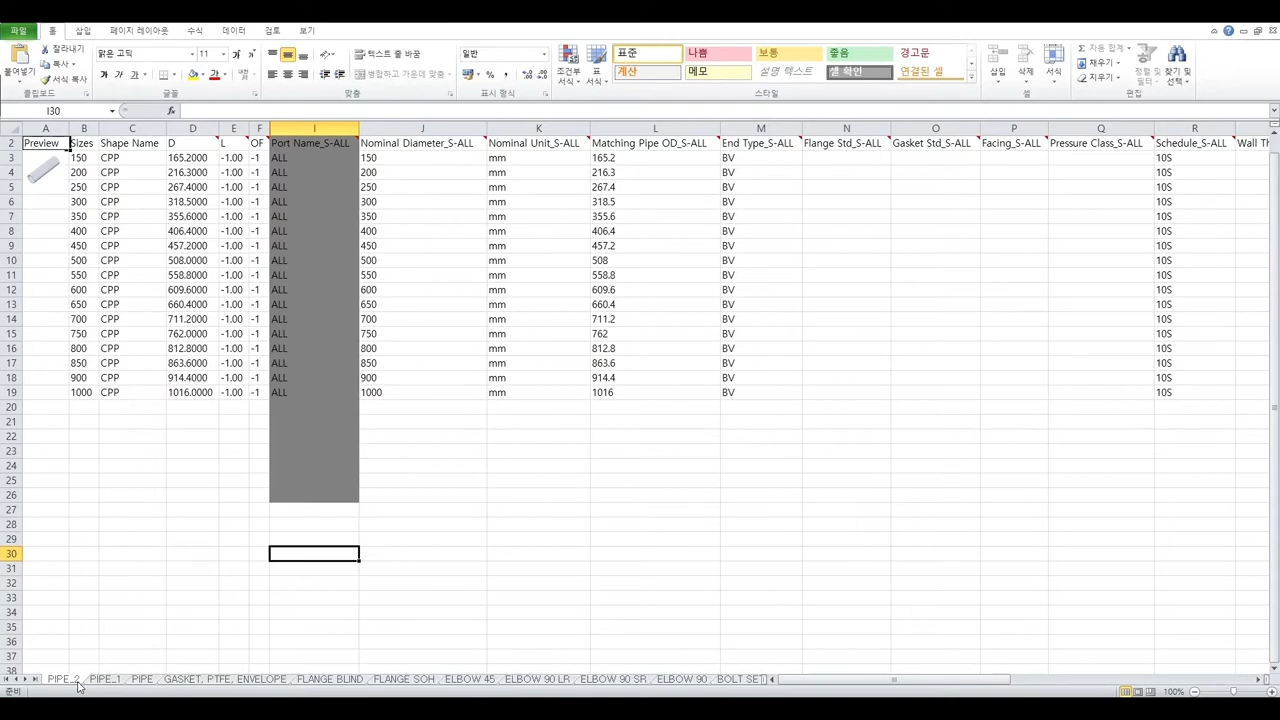 파일 홈 삽입 페이지 레이아웃 수식 데이터 검토 보기
붙여넣기 잘라내기 복사 서식 복사 클립보드
맑은 고딕 11 가 가 가 가 가 가 글꼴
텍스트 줄 바꿈 병합하고 가운데 맞춤 맞춤
일반 % , 표시 형식
조건부 서식 표 서식 표준 나쁨 보통 좋음 경고문
계산 메모 설명 텍스트 셀 확인 연결된 셀 스타일
삽입 삭제 서식 셀
자동 합계 채우기 지우기 정렬 및 필터 찾기 및 선택 편집
I30 fx
A B C D E F I J K L M N O P Q R
2 Preview Sizes Shape Name D L OF Port Name_S-ALL Nominal Diameter_S-ALL Nominal Unit_S-ALL Matching Pipe OD_S-ALL End Type_S-ALL Flange Std_S-ALL Gasket Std_S-ALL Facing_S-ALL Pressure Class_S-ALL Schedule_S-ALL Wall Th
3 150 CPP 165.2000 -1.00 -1 ALL 150 mm 165.2 BV 10S
4 200 CPP 216.3000 -1.00 -1 ALL 200 mm 216.3 BV 10S
5 250 CPP 267.4000 -1.00 -1 ALL 250 mm 267.4 BV 10S
6 300 CPP 318.5000 -1.00 -1 ALL 300 mm 318.5 BV 10S
7 350 CPP 355.6000 -1.00 -1 ALL 350 mm 355.6 BV 10S
8 400 CPP 406.4000 -1.00 -1 ALL 400 mm 406.4 BV 10S
9 450 CPP 457.2000 -1.00 -1 ALL 450 mm 457.2 BV 10S
10 500 CPP 508.0000 -1.00 -1 ALL 500 mm 508 BV 10S
11 550 CPP 558.8000 -1.00 -1 ALL 550 mm 558.8 BV 10S
12 600 CPP 609.6000 -1.00 -1 ALL 600 mm 609.6 BV 10S
13 650 CPP 660.4000 -1.00 -1 ALL 650 mm 660.4 BV 10S
14 700 CPP 711.2000 -1.00 -1 ALL 700 mm 711.2 BV 10S
15 750 CPP 762.0000 -1.00 -1 ALL 750 mm 762 BV 10S
16 800 CPP 812.8000 -1.00 -1 ALL 800 mm 812.8 BV 10S
17 850 CPP 863.6000 -1.00 -1 ALL 850 mm 863.6 BV 10S
18 900 CPP 914.4000 -1.00 -1 ALL 900 mm 914.4 BV 10S
19 1000 CPP 1016.0000 -1.00 -1 ALL 1000 mm 1016 BV 10S
20
21
22
23
24
25
26
27
28
29
30
31
32
33
34
35
36
37
38
PIPE_2 PIPE_1 PIPE GASKET, PTFE, ENVELOPE FLANGE BLIND FLANGE SOH ELBOW 45 ELBOW 90 LR ELBOW 90 SR ELBOW 90 BOLT SET
준비 100%